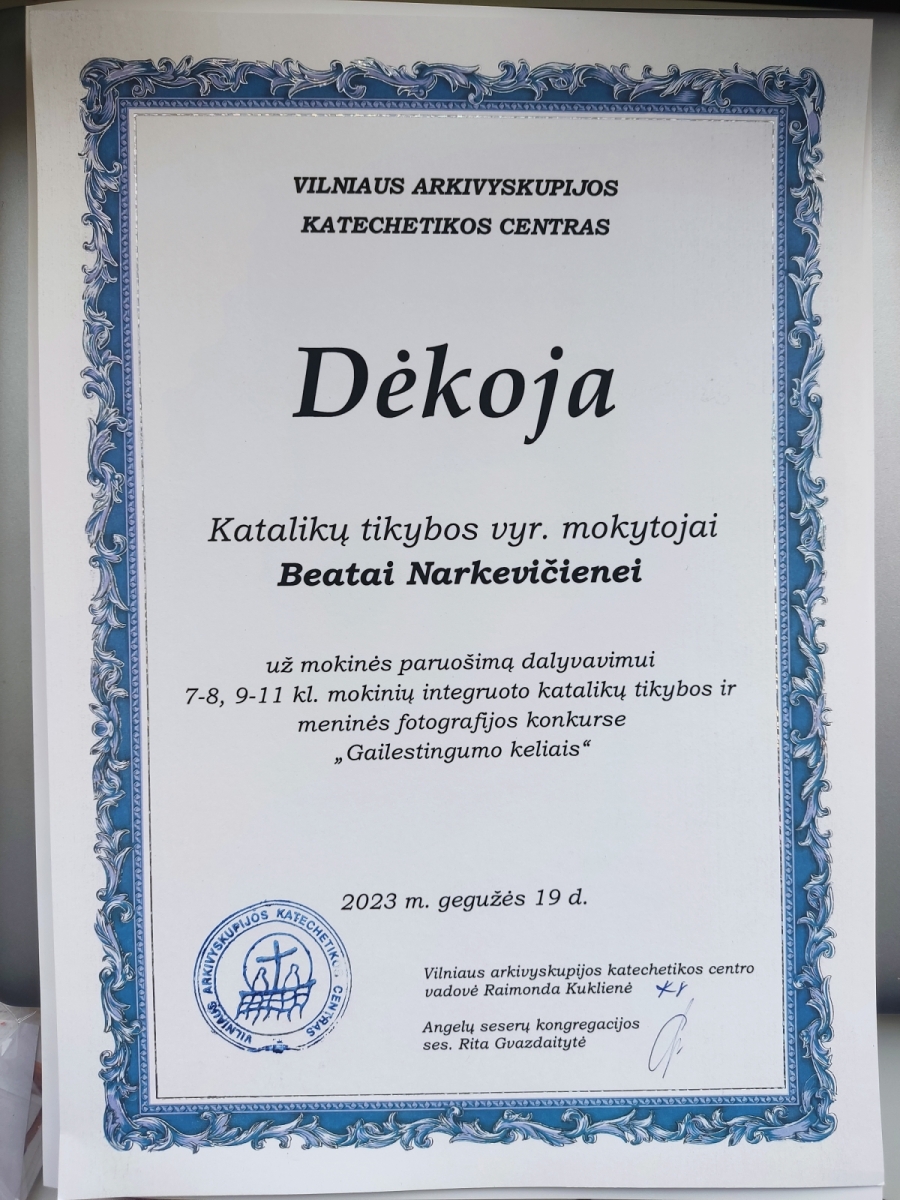 VILNIAUS ARKIVYSKUPIJOS
KATECHETIKOS CENTRAS
Dėkoja
Katalikų tikybos vyr. mokytojai
Beatai Narkevičienei
už mokinės paruošimą dalyvavimui
7-8, 9-11 kl. mokinių integruoto katalikų tikybos ir
meninės fotografijos konkurse
„Gailestingumo keliais“
2023 m. gegužės 19 d.
VILNIAUS ARKIVYSKUPIJOS KATECHETIKOS CENTRAS
Vilniaus arkivyskupijos katechetikos centro
vadovė Raimonda Kuklienė
Angelų seserų kongregacijos
ses. Rita Gvazdaitytė